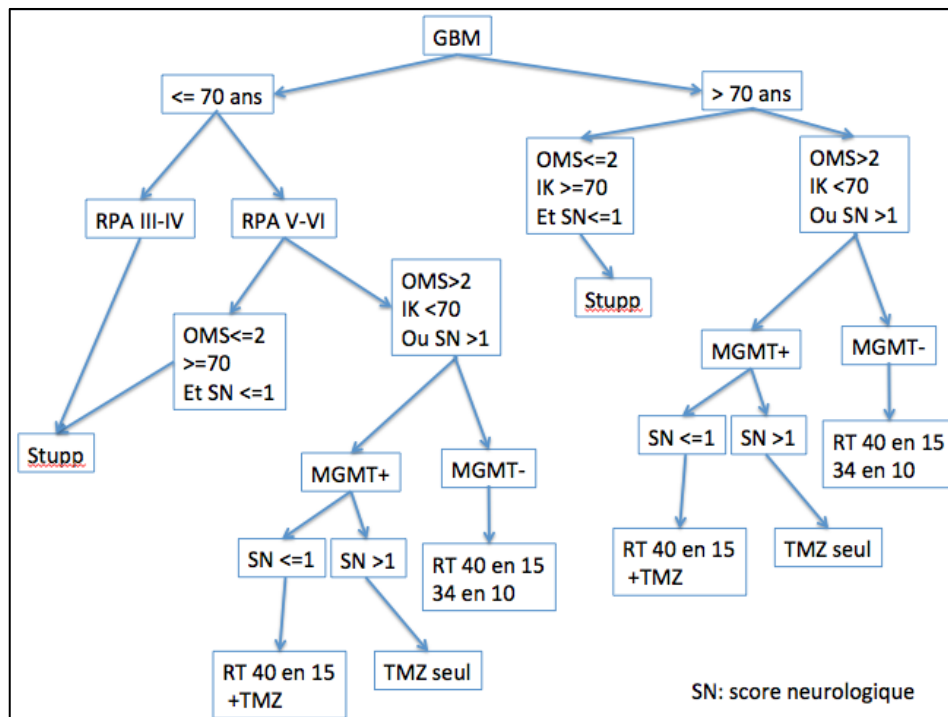 GBM
<= 70 ans
> 70 ans
RPA III-IV
RPA V-VI
OMS<=2
IK >=70
Et SN<=1
OMS>2
IK <70
Ou SN >1
Stupp
OMS<=2
>=70
Et SN <=1
OMS>2
IK <70
Ou SN >1
MGMT+
MGMT-
SN <=1
SN >1
RT 40 en 15
34 en 10
Stupp
MGMT+
MGMT-
RT 40 en 15
+TMZ
TMZ seul
SN <=1
SN >1
RT 40 en 15
34 en 10
RT 40 en 15
+TMZ
TMZ seul
SN: score neurologique